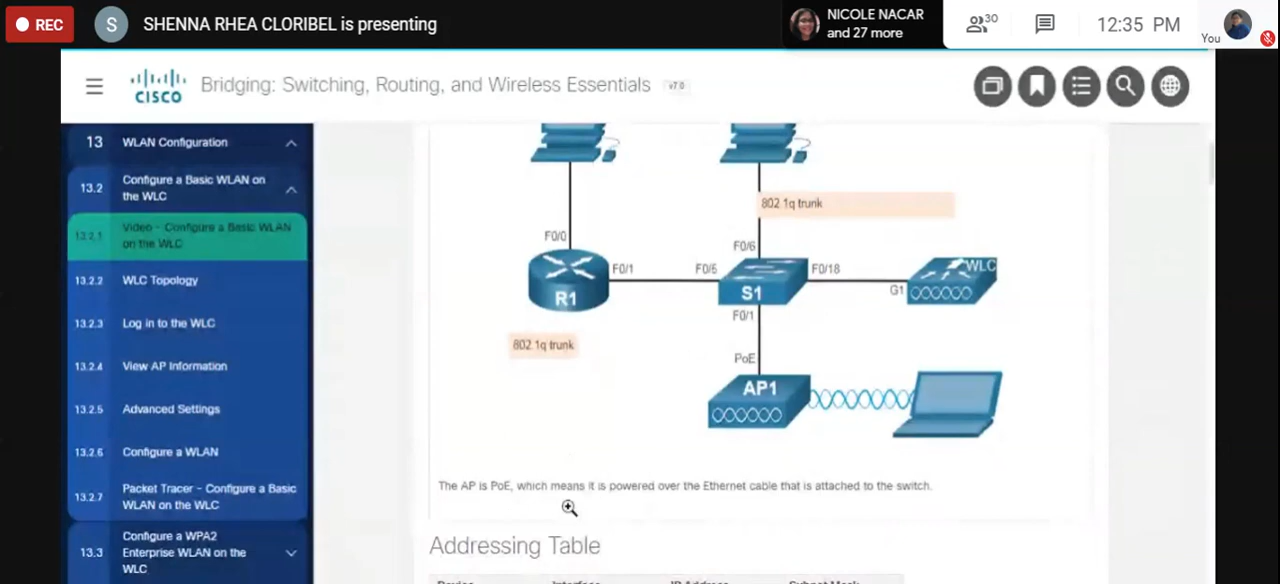 REC
S
SHENNA RHEA CLORIBEL is presenting
NICOLE NACAR
and 27 more
30
12:35 PM
You
CISCO
Bridging: Switching, Routing, and Wireless Essentials
v7.0
13 WLAN Configuration
13.2 Configure a Basic WLAN on
the WLC
13.2.1 Video - Configure a Basic WLAN
on the WLC
13.2.2 WLC Topology
13.2.3 Log in to the WLC
13.2.4 View AP Information
13.2.5 Advanced Settings
13.2.6 Configure a WLAN
13.2.7 Packet Tracer - Configure a Basic
WLAN on the WLC
13.3 Configure a WPA2
Enterprise WLAN on the
WLC
802.1q trunk
F0/0
F0/6
F0/1
F0/5
F0/18
WLC
R1
S1
G1
F0/1
802.1q trunk
PoE
AP1
The AP is PoE, which means it is powered over the Ethernet cable that is attached to the switch.
Addressing Table
Device Interface IP Address Subnet Mask